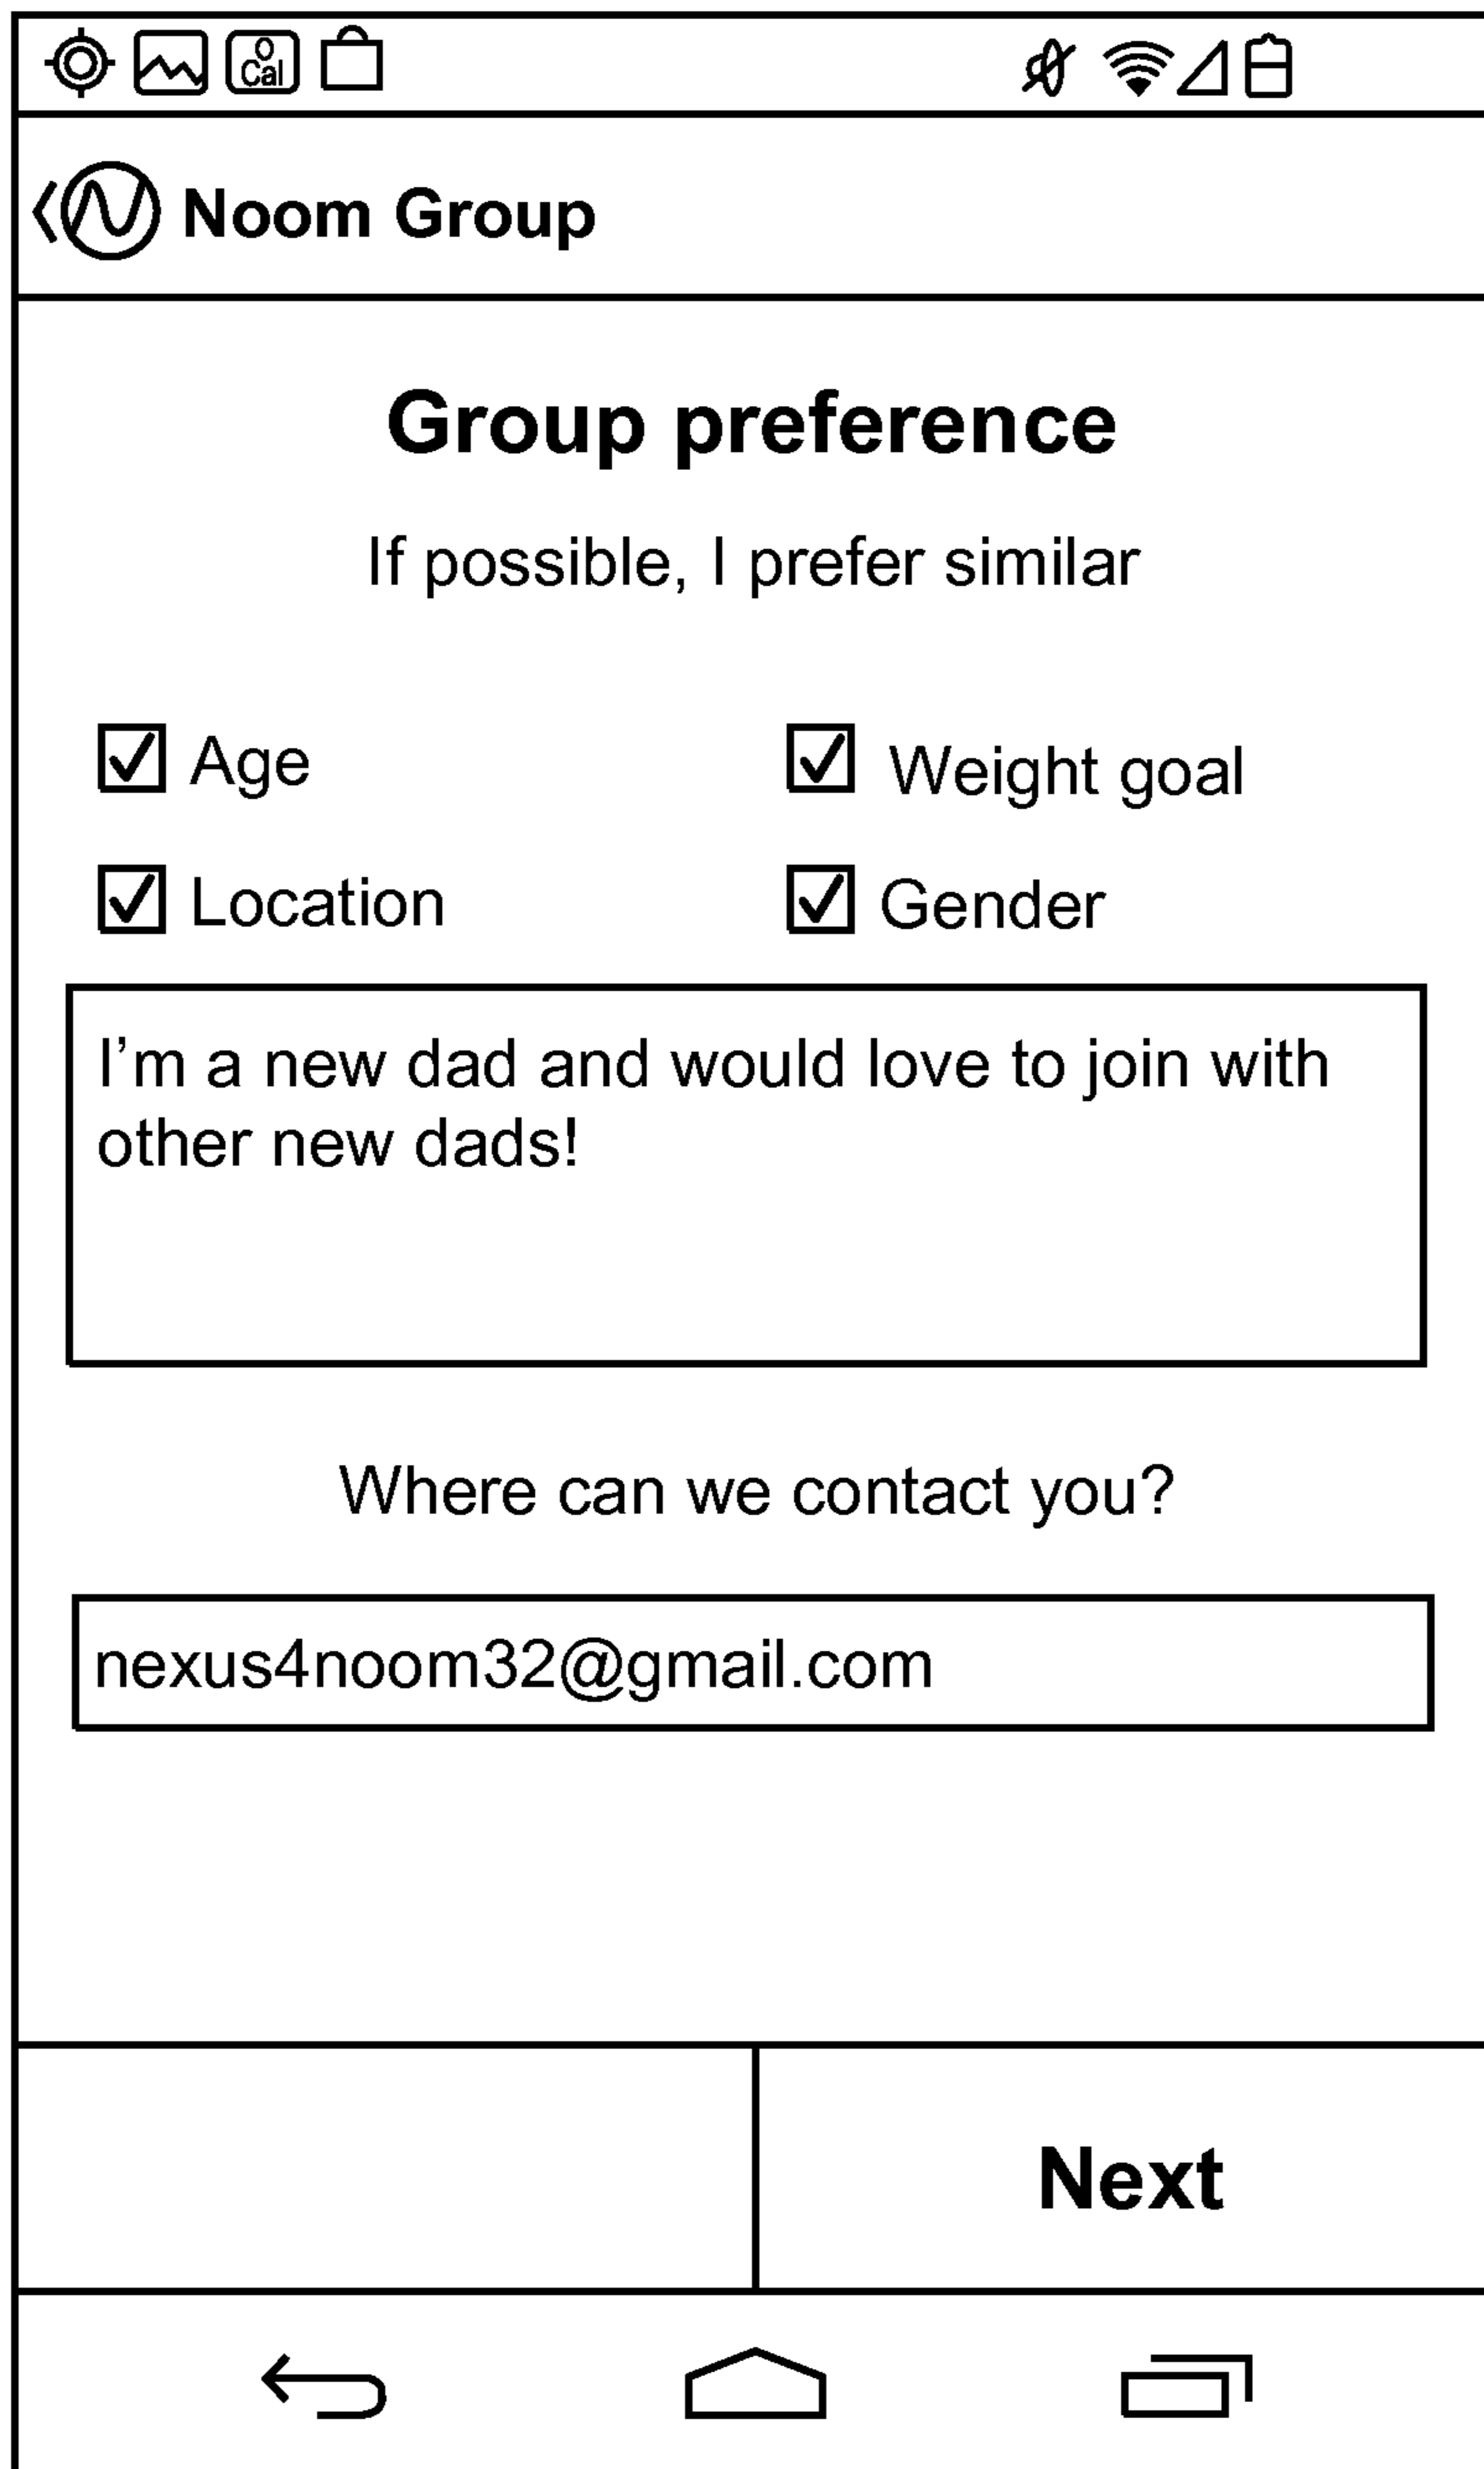 Cal
Noom Group
Group preference
If possible, I prefer similar
Age
Weight goal
Location
Gender
I’m a new dad and would love to join with
other new dads!
Where can we contact you?
nexus4noom32@gmail.com
Next